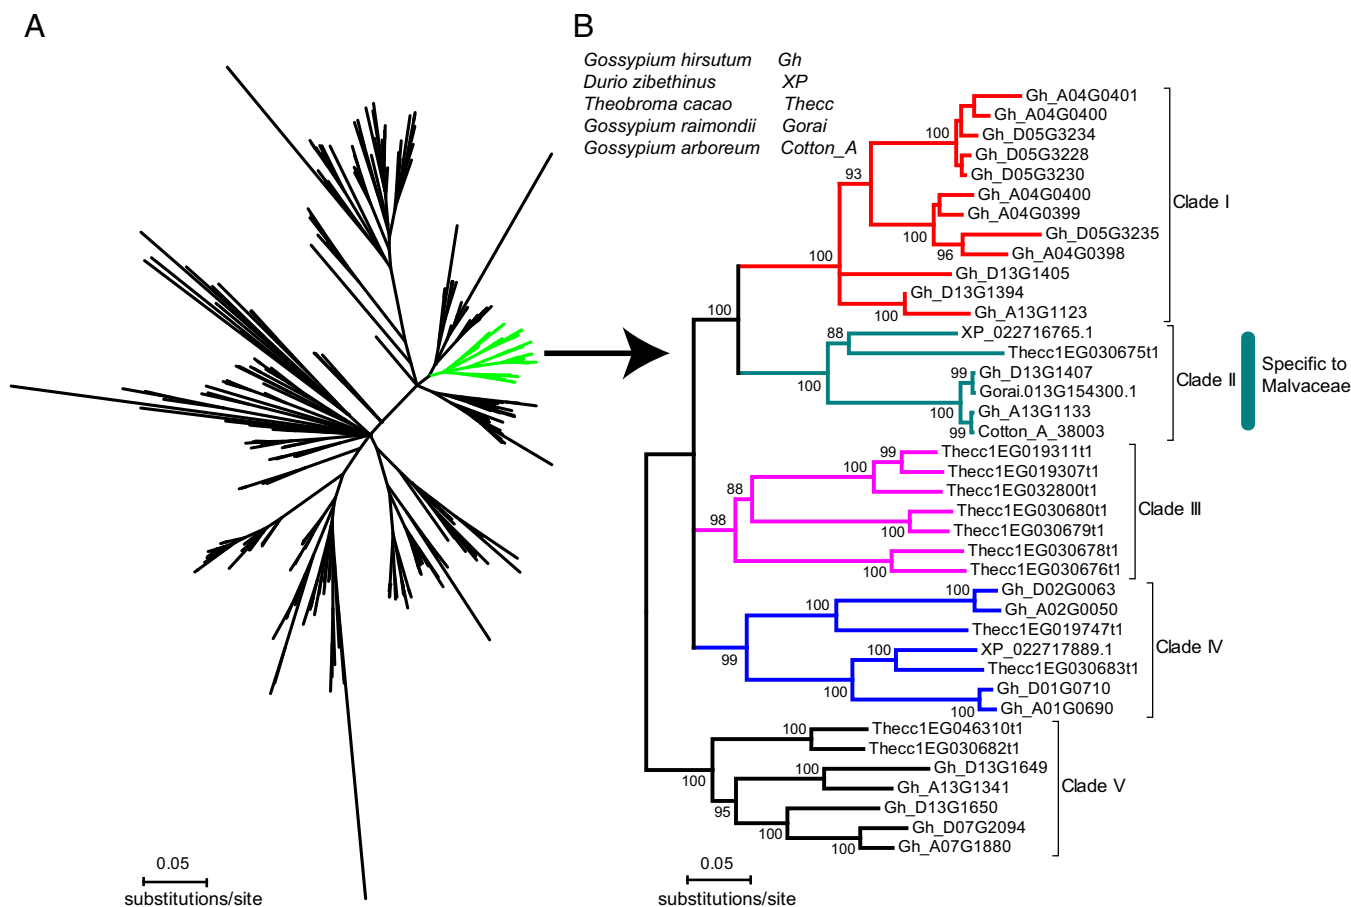 A
B
Gossypium hirsutum Gh
Durio zibethinus XP
Theobroma cacao Thecc
Gossypium raimondii Gorai
Gossypium arboreum Cotton_A
Gh_A04G0401
Gh_A04G0400
100
Gh_D05G3234
Gh_D05G3228
Gh_D05G3230
93
Gh_A04G0400
Clade I
Gh_A04G0399
100
Gh_D05G3235
96
Gh_A04G0398
100
Gh_D13G1405
Gh_D13G1394
100
Gh_A13G1123
100
88
XP_022716765.1
Thecc1EG030675t1
99
Gh_D13G1407
100
Clade II
Specific to
Malvaceae
Gorai.013G154300.1
100
Gh_A13G1133
99
Cotton_A_38003
99
Thecc1EG019311t1
100
Thecc1EG019307t1
88
Thecc1EG032800t1
Thecc1EG030680t1
Clade III
98
100
Thecc1EG030679t1
Thecc1EG030678t1
100
Thecc1EG030676t1
100
Gh_D02G0063
100
Gh_A02G0050
Thecc1EG019747t1
99
100
XP_022717889.1
Clade IV
Thecc1EG030683t1
100
Gh_D01G0710
100
Gh_A01G0690
100
Thecc1EG046310t1
Thecc1EG030682t1
100
100
Gh_D13G1649
Gh_A13G1341
Clade V
95
Gh_D13G1650
100
Gh_D07G2094
100
Gh_A07G1880
0.05
substitutions/site
0.05
substitutions/site